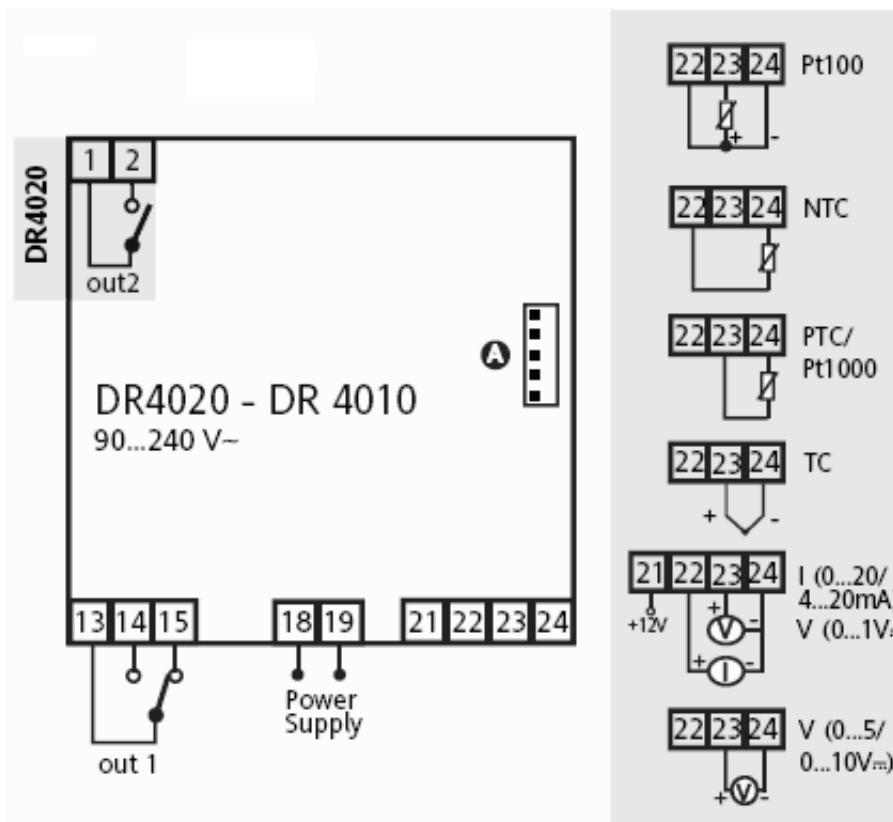 DR4020
1 2
out2
A
DR4020 - DR 4010
90...240 V~
13 14 15
18 19
21 22 23 24
Power
Supply
out 1
22 23 24 Pt100
+ -
22 23 24 NTC
22 23 24 PTC/
Pt1000
22 23 24 TC
+ -
21 22 23 24 I (0...20/
4...20mA
V (0...1V
+12V
+ V -
+ I -
22 23 24 V (0...5/
0...10V⎓)
+ V -